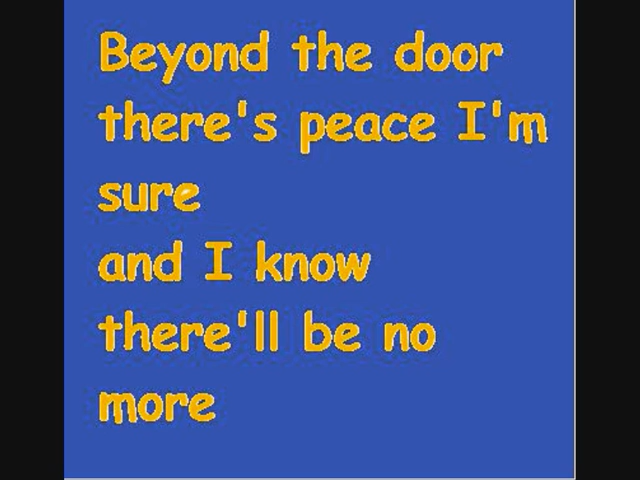 Beyond the door
there's peace I'm
sure
and I know
there'll be no
more